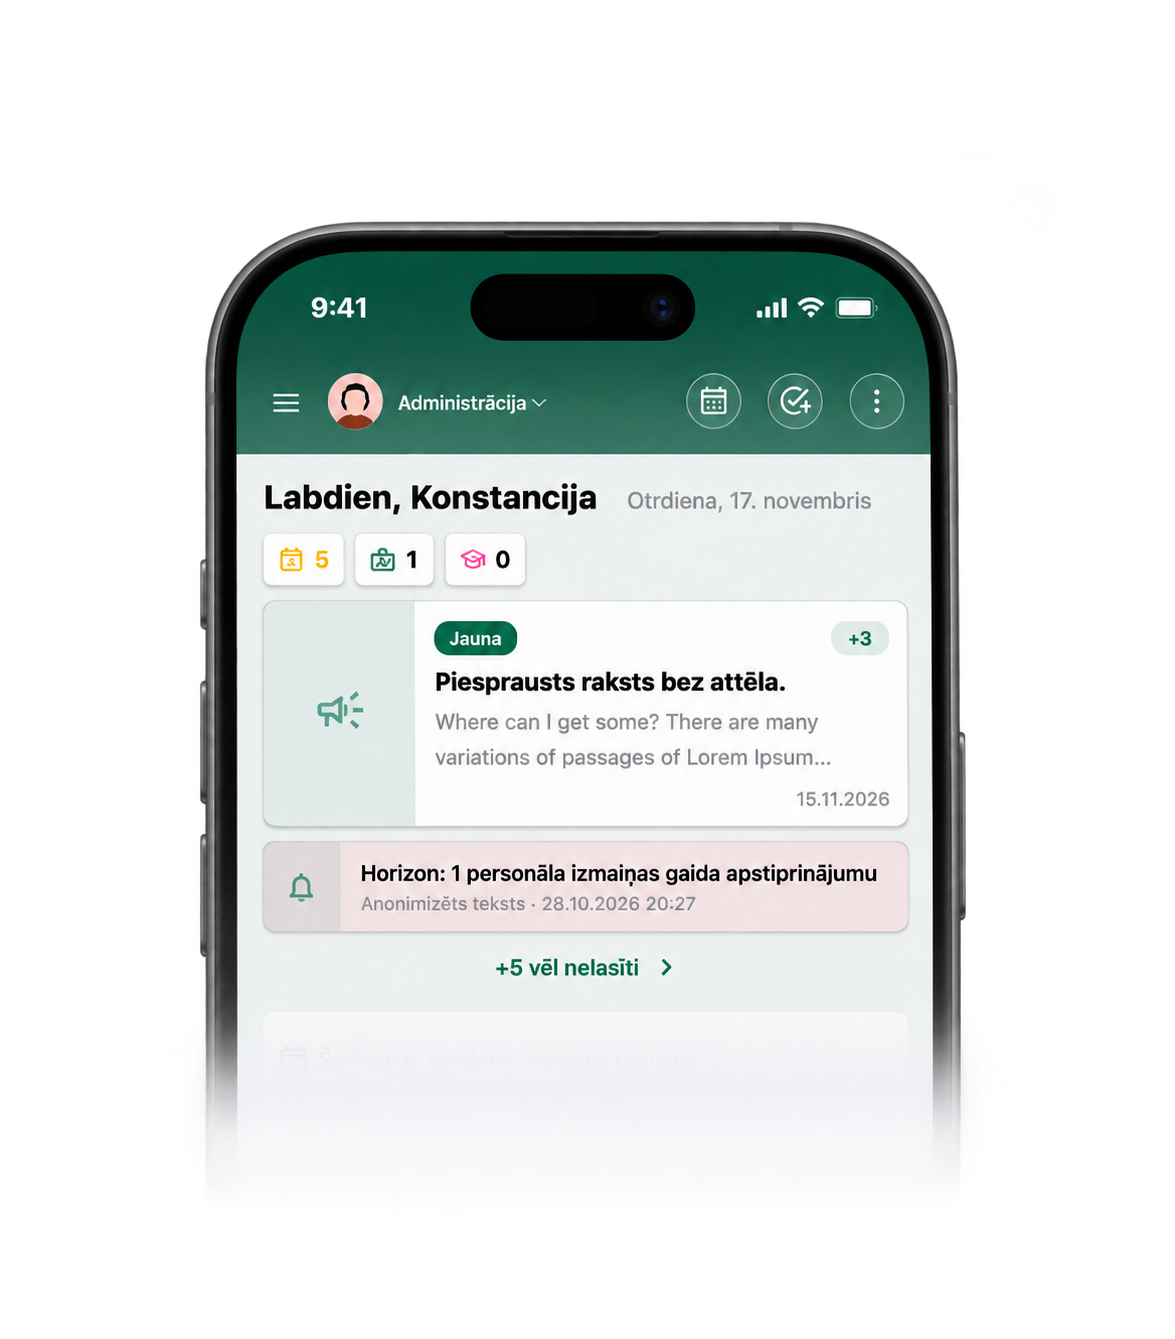 9:41
Administrācija
Labdien, Konstancija
Otrdiena, 17. novembris
5
1
0
Jauna
+3
Piesprausts raksts bez attēla.
Where can I get some? There are many
variations of passages of Lorem Ipsum...
15.11.2026
Horizon: 1 personāla izmaiņas gaida apstiprinājumu
Anonimizēts teksts · 28.10.2026 20:27
+5 vēl nelasīti